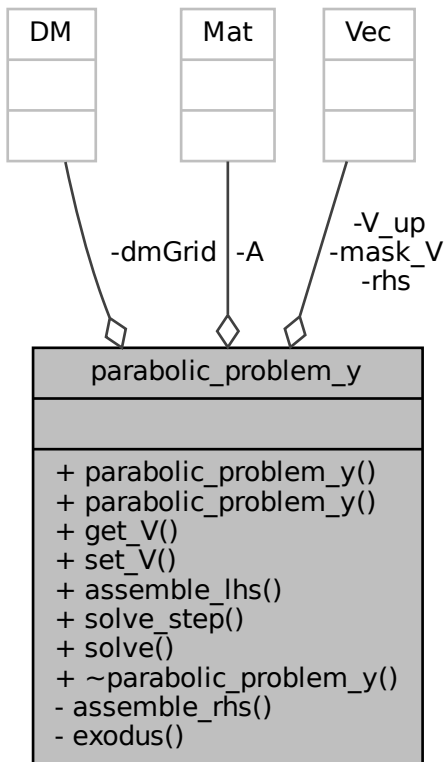 DM
Mat
Vec
-dmGrid
-A
-V_up
-mask_V
-rhs
parabolic_problem_y
+ parabolic_problem_y()
+ parabolic_problem_y()
+ get_V()
+ set_V()
+ assemble_lhs()
+ solve_step()
+ solve()
+ ~parabolic_problem_y()
- assemble_rhs()
- exodus()